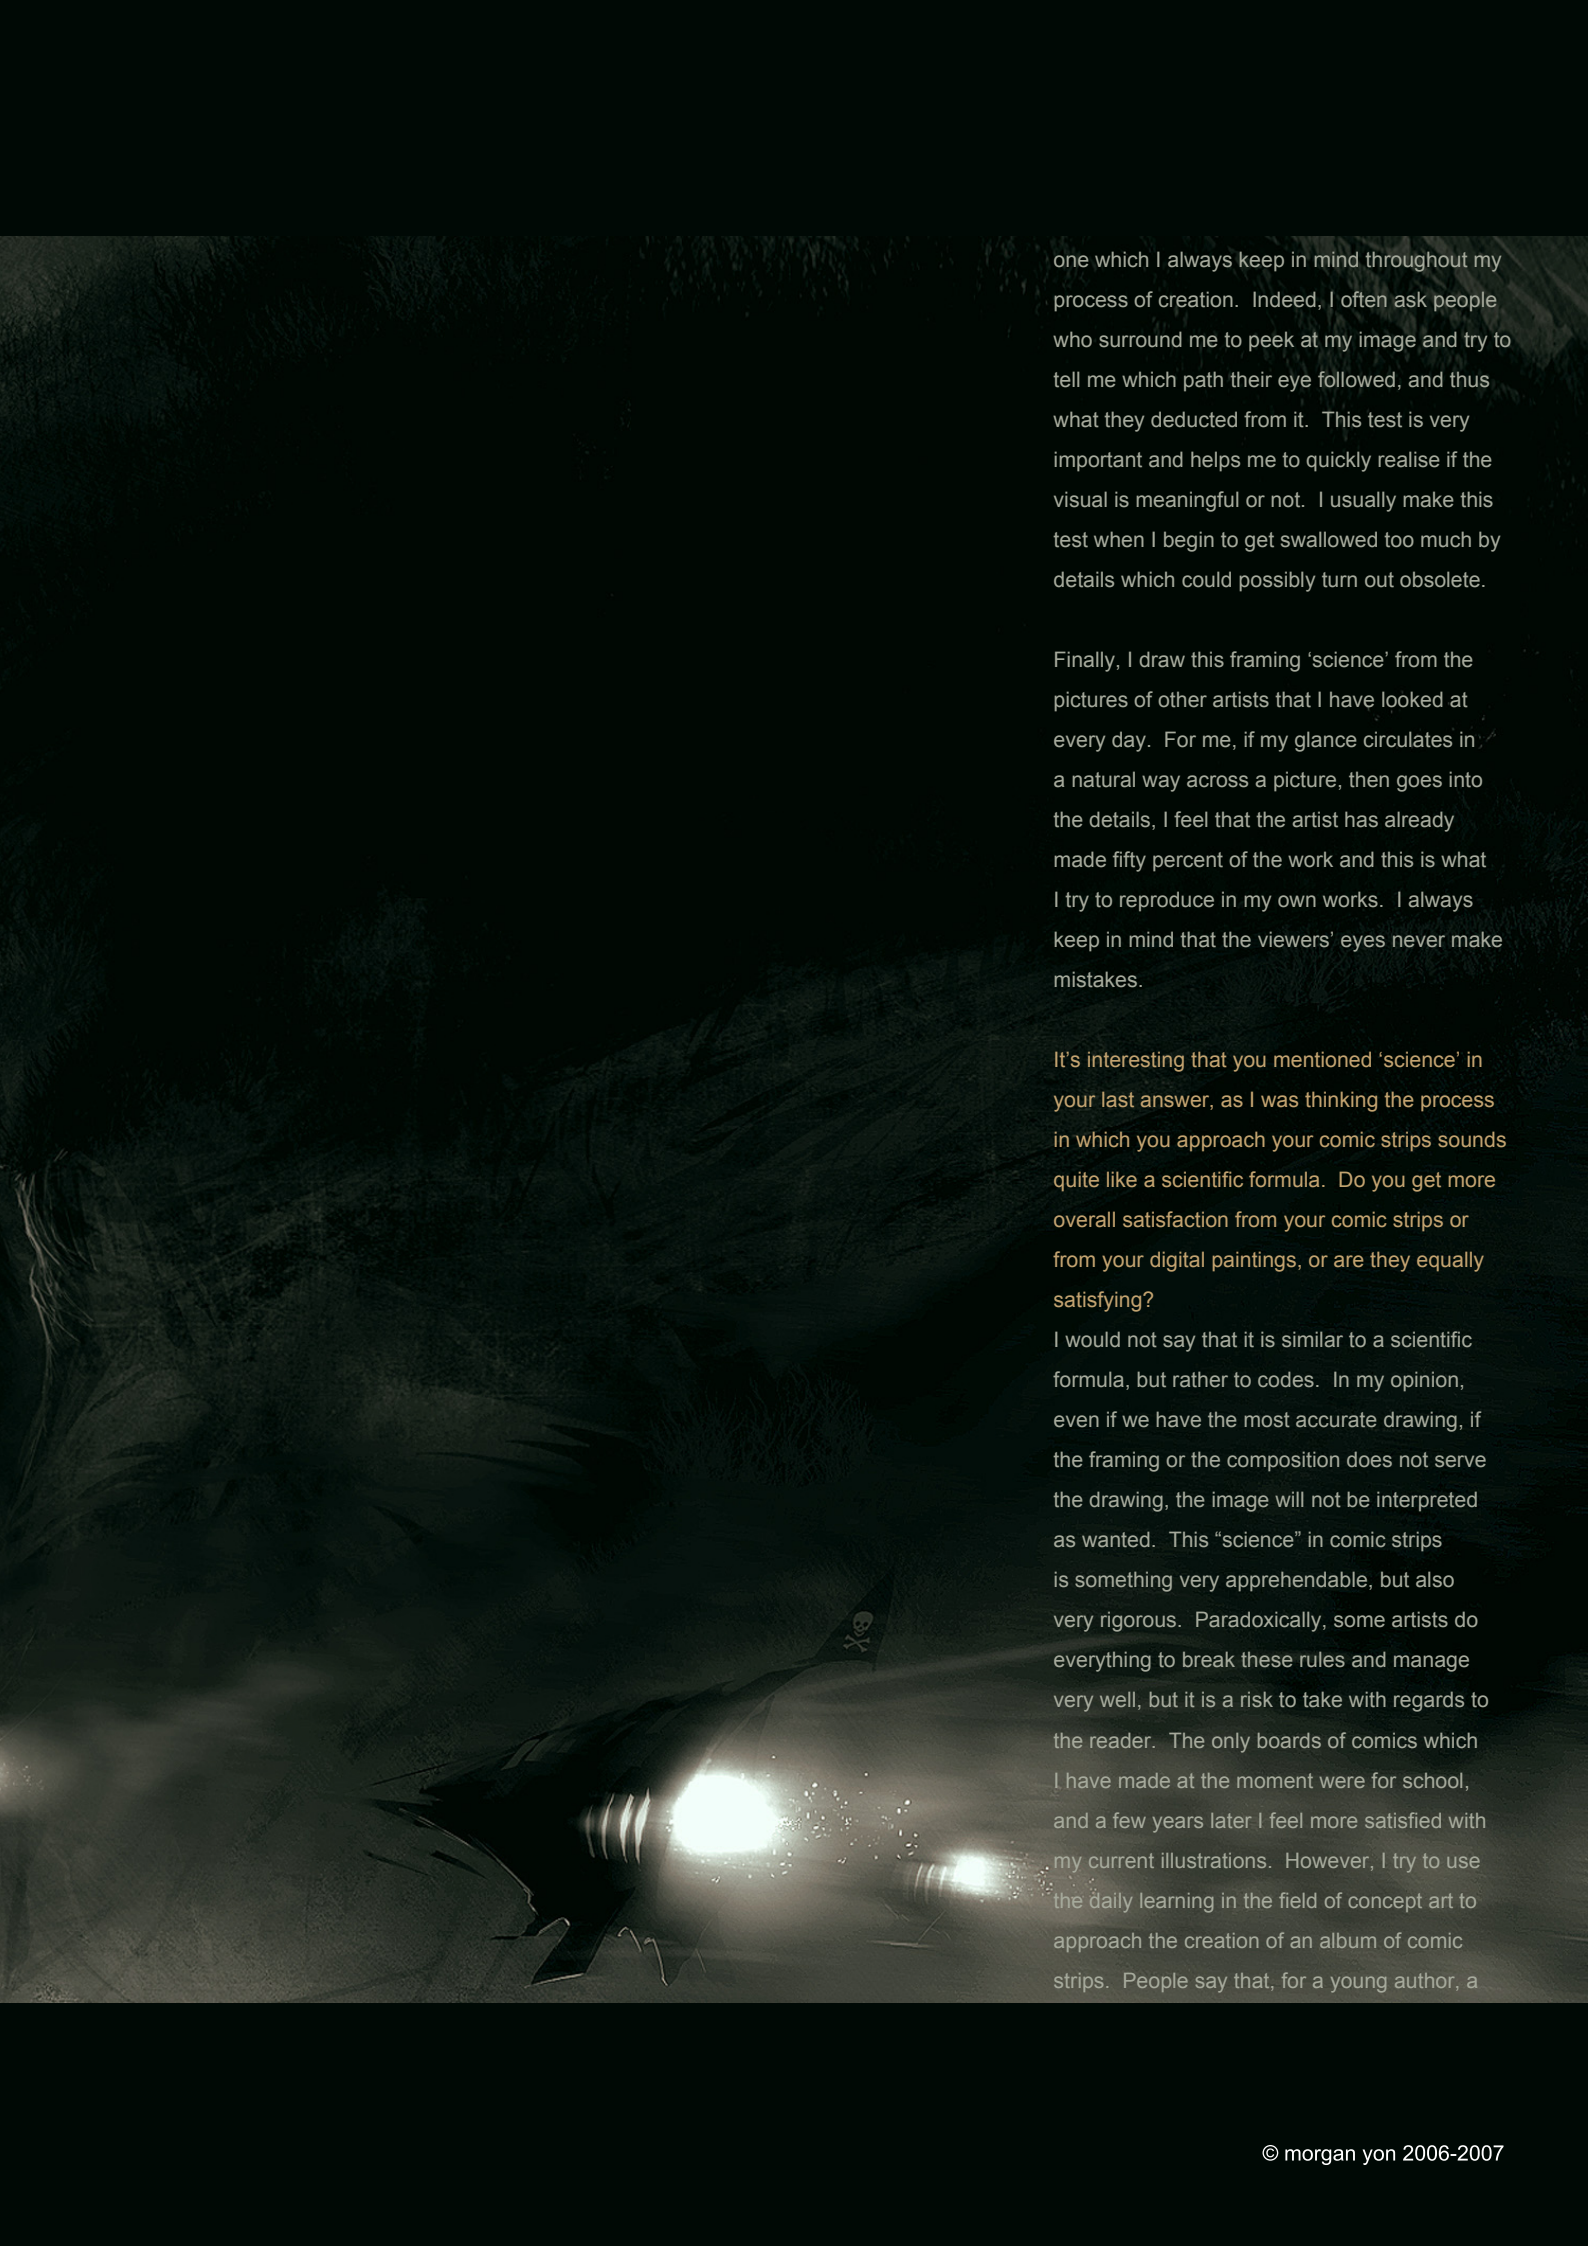 one which I always keep in mind throughout my
process of creation.  Indeed, I often ask people
who surround me to peek at my image and try to
tell me which path their eye followed, and thus
what they deducted from it.  This test is very
important and helps me to quickly realise if the
visual is meaningful or not.  I usually make this
test when I begin to get swallowed too much by
details which could possibly turn out obsolete.
Finally, I draw this framing ‘science’ from the
pictures of other artists that I have looked at
every day.  For me, if my glance circulates in
a natural way across a picture, then goes into
the details, I feel that the artist has already
made fifty percent of the work and this is what
I try to reproduce in my own works.  I always
keep in mind that the viewers’ eyes never make
mistakes.
It’s interesting that you mentioned ‘science’ in
your last answer, as I was thinking the process
in which you approach your comic strips sounds
quite like a scientific formula.  Do you get more
overall satisfaction from your comic strips or
from your digital paintings, or are they equally
satisfying?
I would not say that it is similar to a scientific
formula, but rather to codes.  In my opinion,
even if we have the most accurate drawing, if
the framing or the composition does not serve
the drawing, the image will not be interpreted
as wanted.  This “science” in comic strips
is something very apprehendable, but also
very rigorous.  Paradoxically, some artists do
everything to break these rules and manage
very well, but it is a risk to take with regards to
the reader.  The only boards of comics which
I have made at the moment were for school,
and a few years later I feel more satisfied with
my current illustrations.  However, I try to use
the daily learning in the field of concept art to
approach the creation of an album of comic
strips.  People say that, for a young author, a
© morgan yon 2006-2007